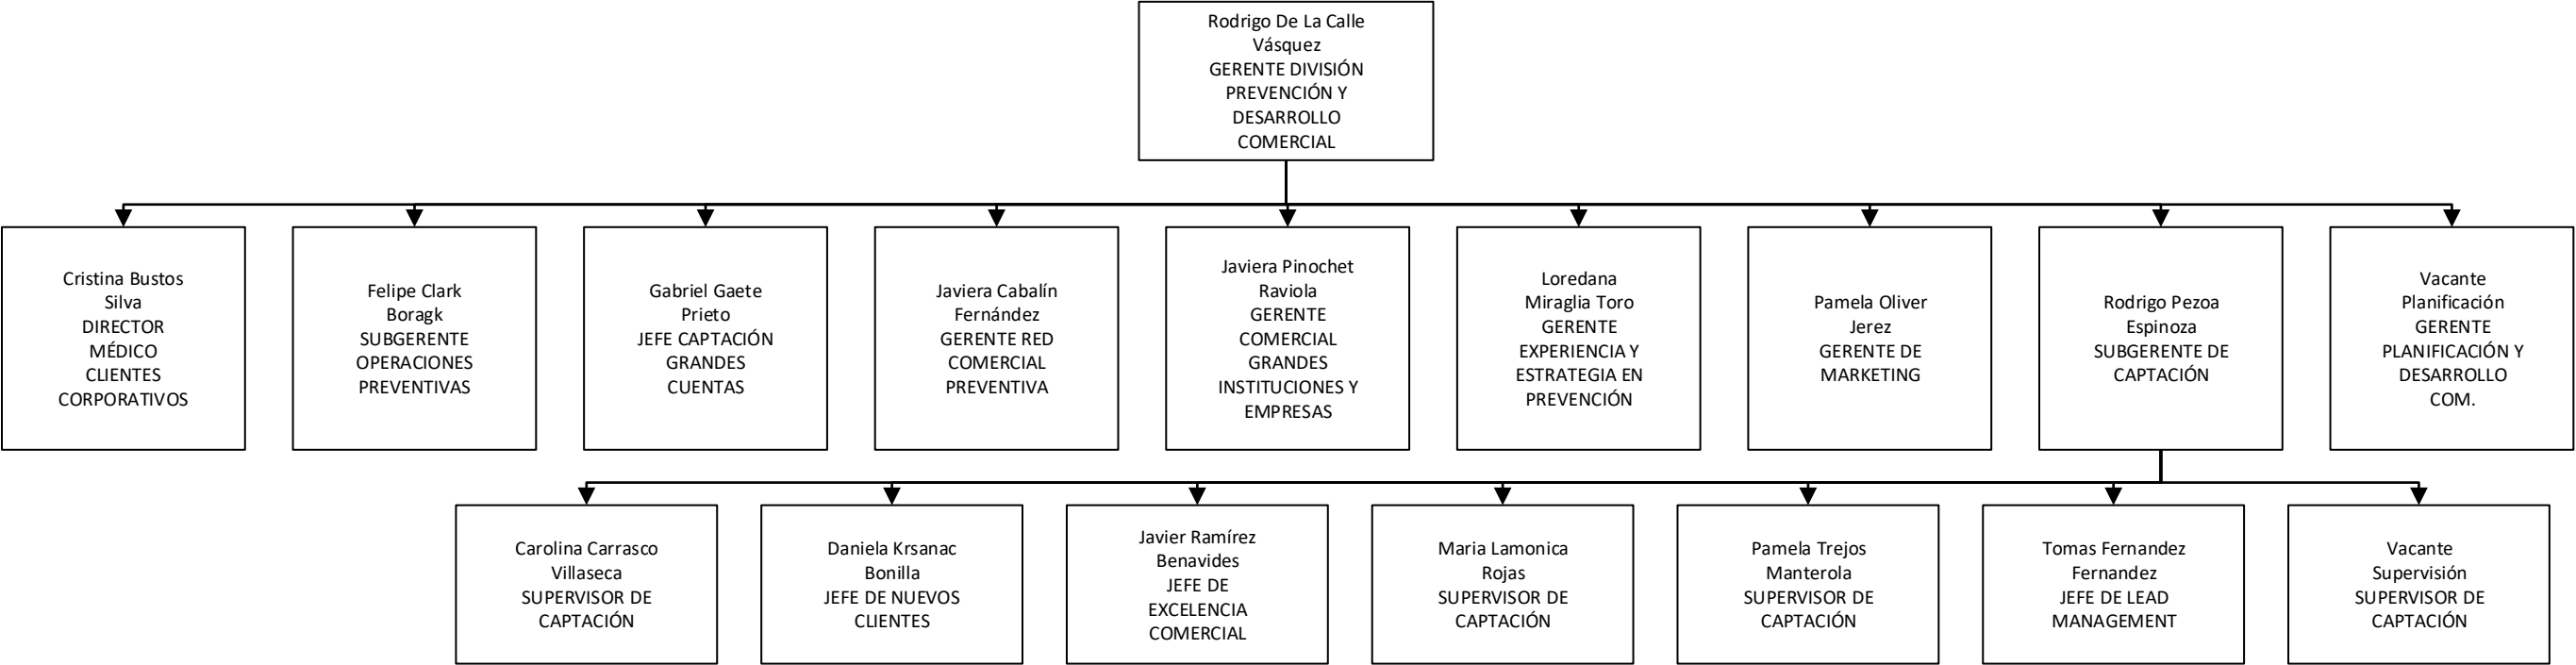 Rodrigo De La Calle
Vásquez
GERENTE DIVISIÓN
PREVENCIÓN Y
DESARROLLO
COMERCIAL
Cristina Bustos
Silva
DIRECTOR
MÉDICO
CLIENTES
CORPORATIVOS
Felipe Clark
Boragk
SUBGERENTE
OPERACIONES
PREVENTIVAS
Gabriel Gaete
Prieto
JEFE CAPTACIÓN
GRANDES
CUENTAS
Javiera Cabalín
Fernández
GERENTE RED
COMERCIAL
PREVENTIVA
Javiera Pinochet
Raviola
GERENTE
COMERCIAL
GRANDES
INSTITUCIONES Y
EMPRESAS
Loredana
Miraglia Toro
GERENTE
EXPERIENCIA Y
ESTRATEGIA EN
PREVENCIÓN
Pamela Oliver
Jerez
GERENTE DE
MARKETING
Rodrigo Pezoa
Espinoza
SUBGERENTE DE
CAPTACIÓN
Vacante
Planificación
GERENTE
PLANIFICACIÓN Y
DESARROLLO
COM.
Carolina Carrasco
Villaseca
SUPERVISOR DE
CAPTACIÓN
Daniela Krsanac
Bonilla
JEFE DE NUEVOS
CLIENTES
Javier Ramírez
Benavides
JEFE DE
EXCELENCIA
COMERCIAL
Maria Lamonica
Rojas
SUPERVISOR DE
CAPTACIÓN
Pamela Trejos
Manterola
SUPERVISOR DE
CAPTACIÓN
Tomas Fernandez
Fernandez
JEFE DE LEAD
MANAGEMENT
Vacante
Supervisión
SUPERVISOR DE
CAPTACIÓN